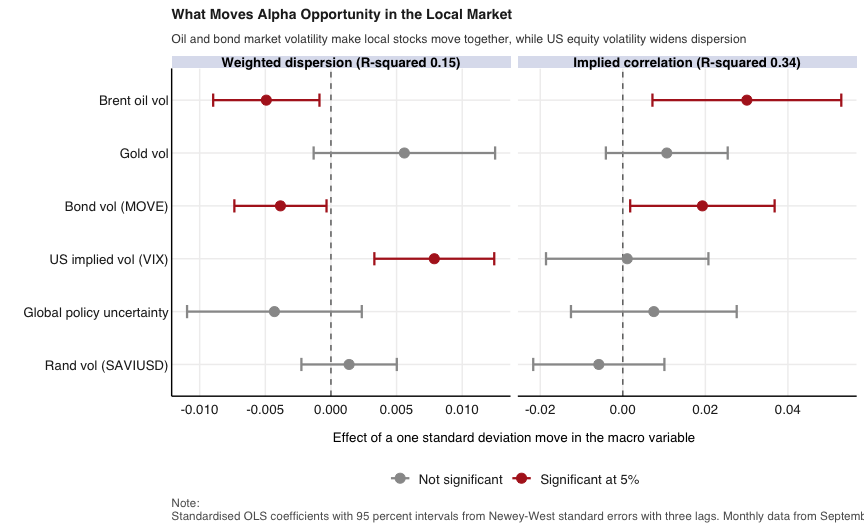 What Moves Alpha Opportunity in the Local Market
Oil and bond market volatility make local stocks move together, while US equity volatility widens dispersion
Weighted dispersion (R-squared 0.15)
Implied correlation (R-squared 0.34)
Brent oil vol
Gold vol
Bond vol (MOVE)
US implied vol (VIX)
Global policy uncertainty
Rand vol (SAVIUSD)
-0.010 -0.005 0.000 0.005 0.010
-0.02 0.00 0.02 0.04
Effect of a one standard deviation move in the macro variable
Not significant Significant at 5%
Note:
Standardised OLS coefficients with 95 percent intervals from Newey-West standard errors with three lags. Monthly data from